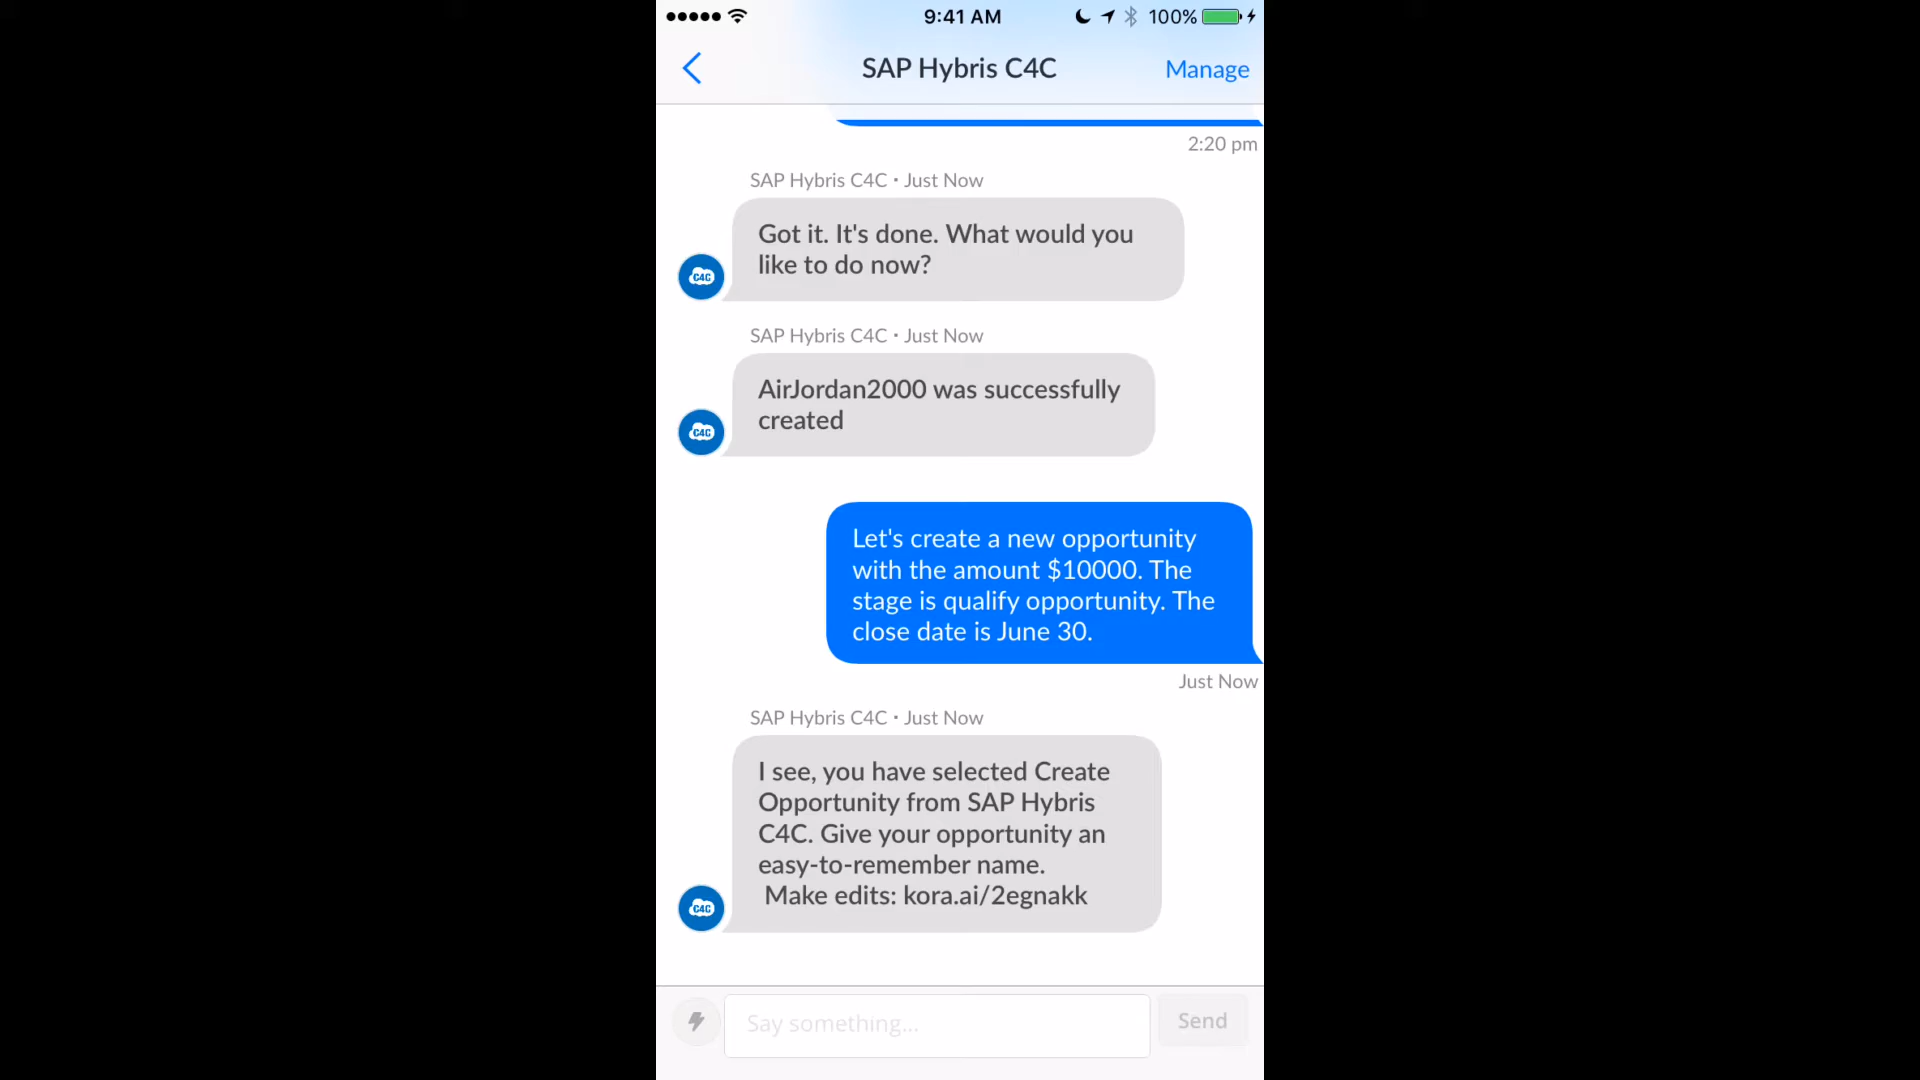 9:41 AM
100%
SAP Hybris C4C
Manage
2:20 pm
SAP Hybris C4C • Just Now
Got it. It's done. What would you
like to do now?
C4C
SAP Hybris C4C • Just Now
AirJordan2000 was successfully
created
C4C
Let's create a new opportunity
with the amount $10000. The
stage is qualify opportunity. The
close date is June 30.
Just Now
SAP Hybris C4C • Just Now
I see, you have selected Create
Opportunity from SAP Hybris
C4C. Give your opportunity an
easy-to-remember name.
Make edits: kora.ai/2egnakk
C4C
Say something...
Send